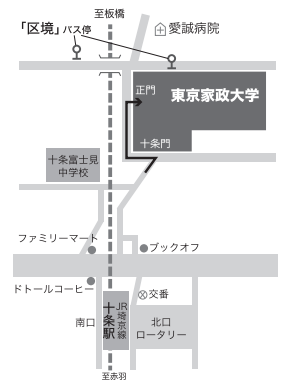 至板橋
「区境」バス停
愛誠病院
正門
東京家政大学
十条門
十条富士見
中学校
ファミリーマート
ブックオフ
ドトールコーヒー
交番
南口
十条駅
JR埼京線
北口
ロータリー
至赤羽